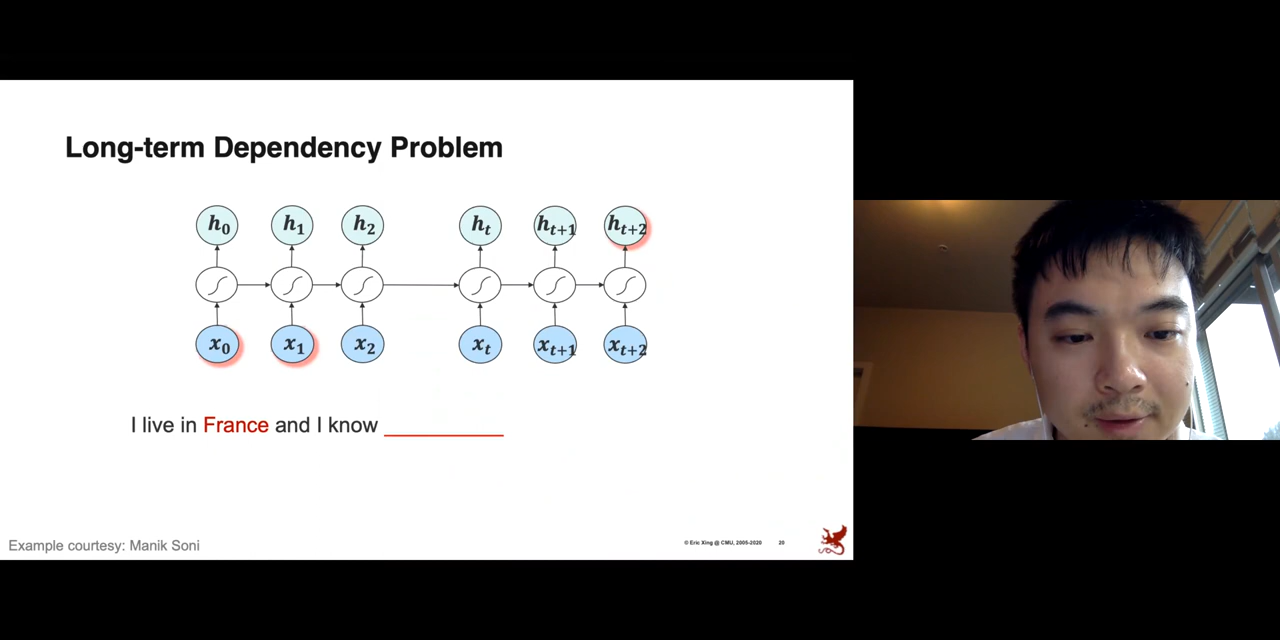 Long-term Dependency Problem
h0 h1 h2 ht ht+1 ht+2
x0 x1 x2 xt xt+1 xt+2
I live in France and I know __________
Example courtesy: Manik Soni
© Eric Xing @ CMU, 2005-2020 20